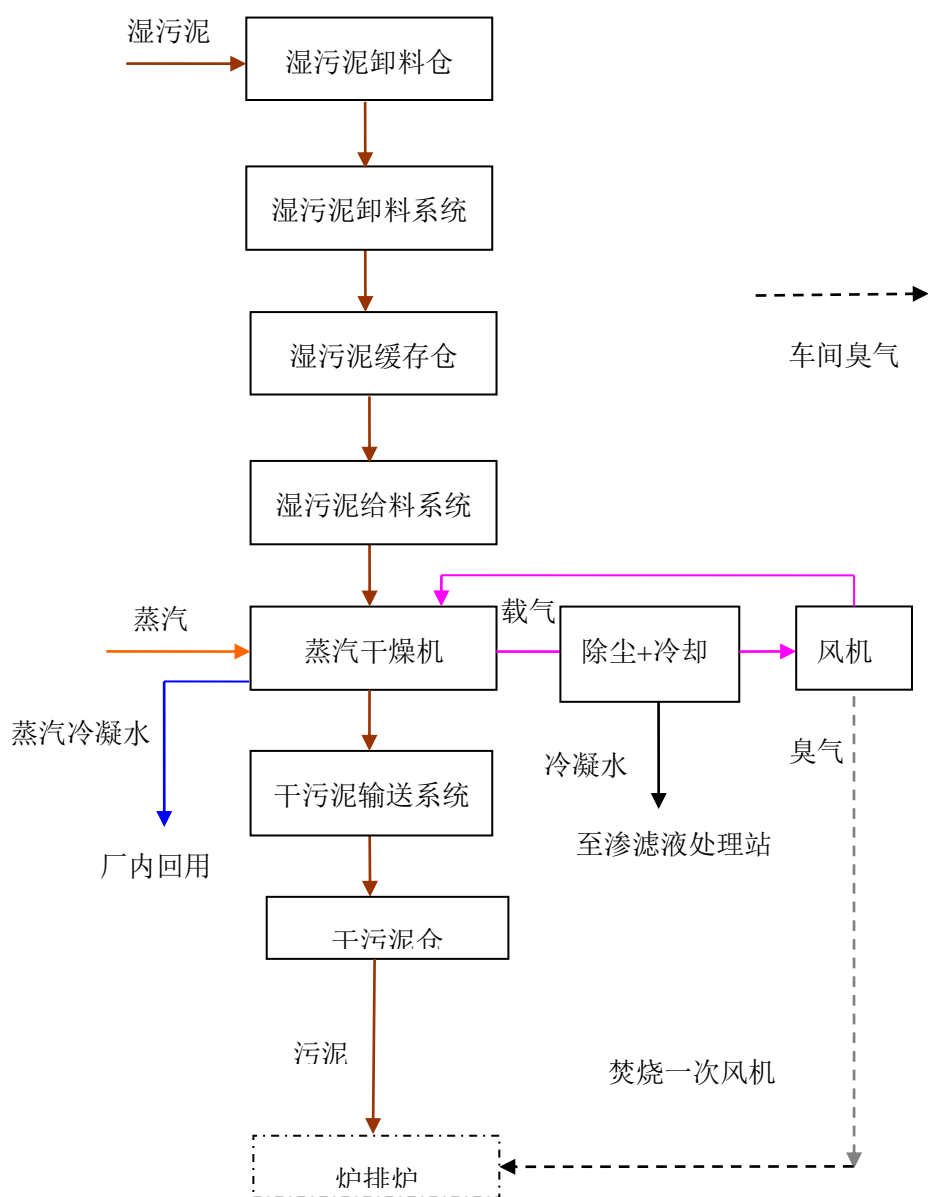 湿污泥
湿污泥卸料仓
湿污泥卸料系统
湿污泥缓存仓
车间臭气
湿污泥给料系统
蒸汽
蒸汽干燥机
载气
除尘+冷却
风机
蒸汽冷凝水
厂内回用
干污泥输送系统
冷凝水
至渗滤液处理站
臭气
干污泥仓
污泥
焚烧一次风机
炉排炉